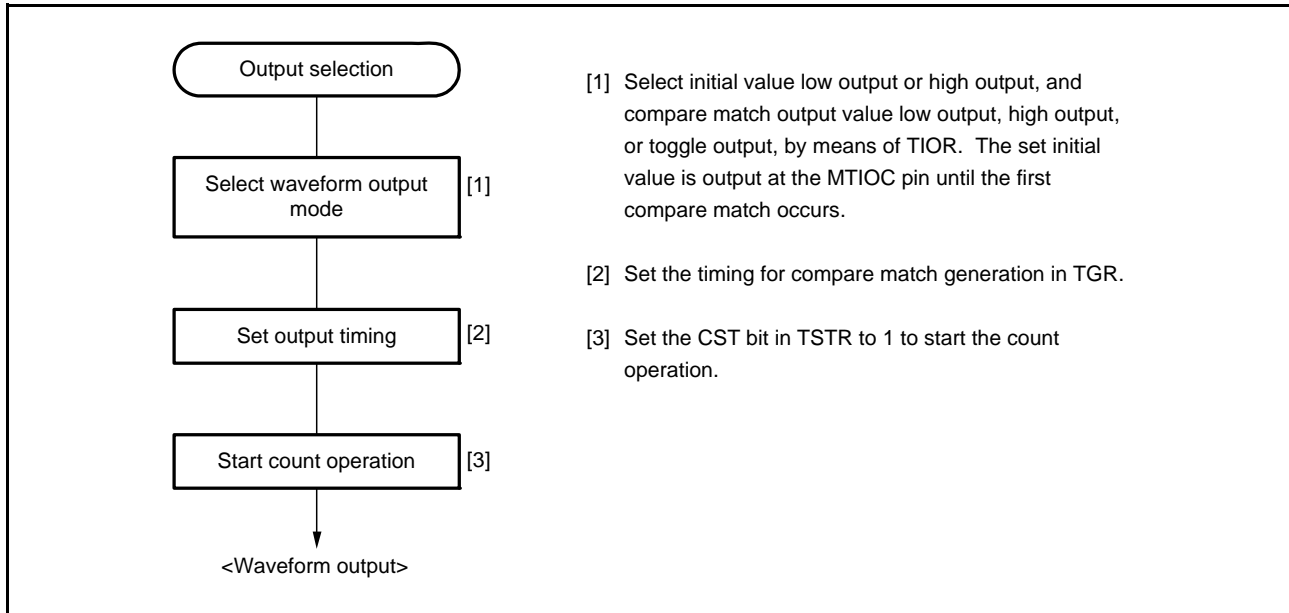 Output selection
Select waveform output
mode
[1]
Set output timing
[2]
Start count operation
[3]
<Waveform output>
[1] Select initial value low output or high output, and
compare match output value low output, high output,
or toggle output, by means of TIOR. The set initial
value is output at the MTIOC pin until the first
compare match occurs.
[2] Set the timing for compare match generation in TGR.
[3] Set the CST bit in TSTR to 1 to start the count
operation.